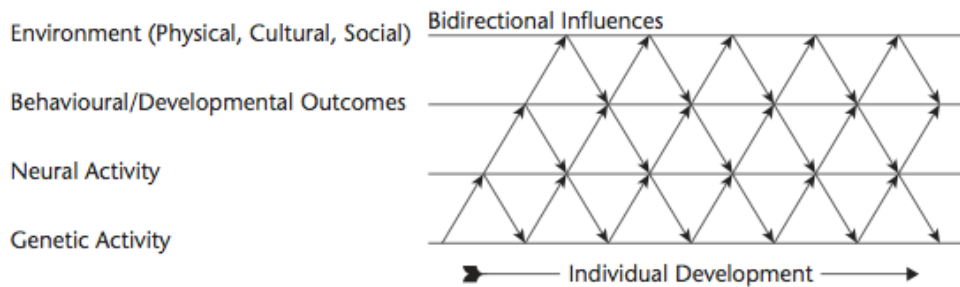 Bidirectional Influences
Environment (Physical, Cultural, Social)
Behavioural/Developmental Outcomes
Neural Activity
Genetic Activity
Individual Development